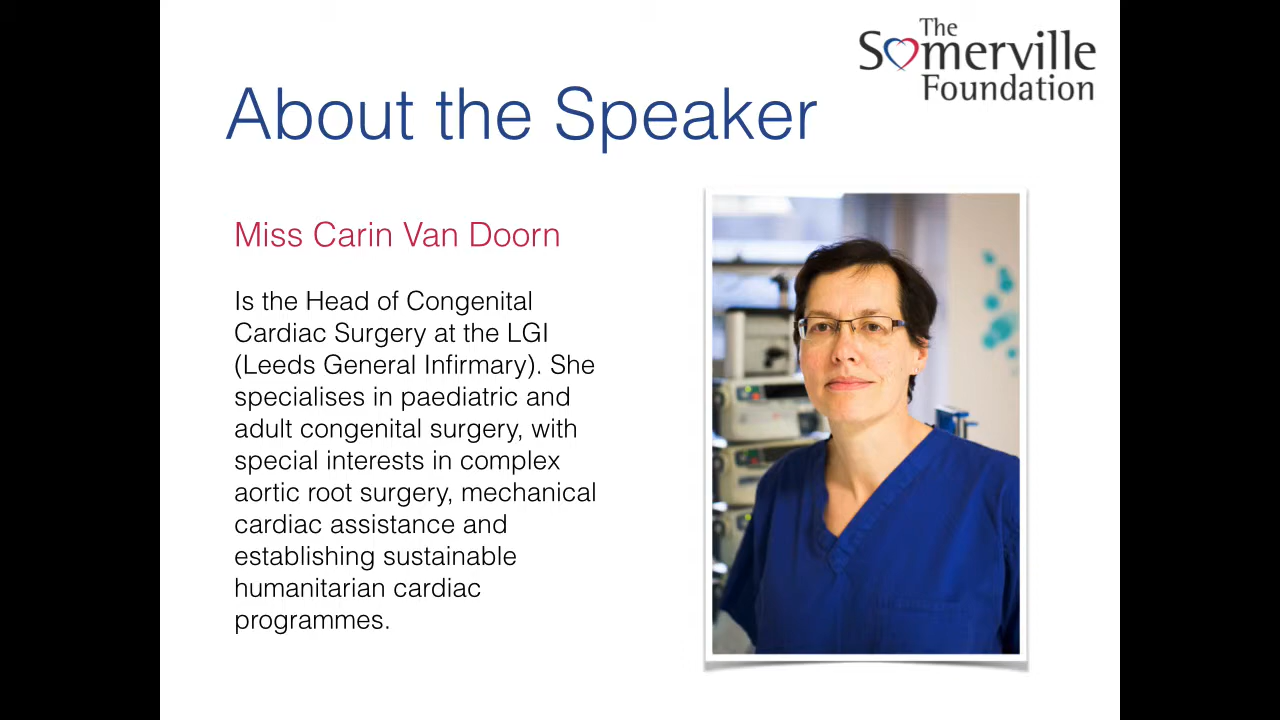 The
Somerville
Foundation
About the Speaker
Miss Carin Van Doorn
Is the Head of Congenital
Cardiac Surgery at the LGI
(Leeds General Infirmary). She
specialises in paediatric and
adult congenital surgery, with
special interests in complex
aortic root surgery, mechanical
cardiac assistance and
establishing sustainable
humanitarian cardiac
programmes.